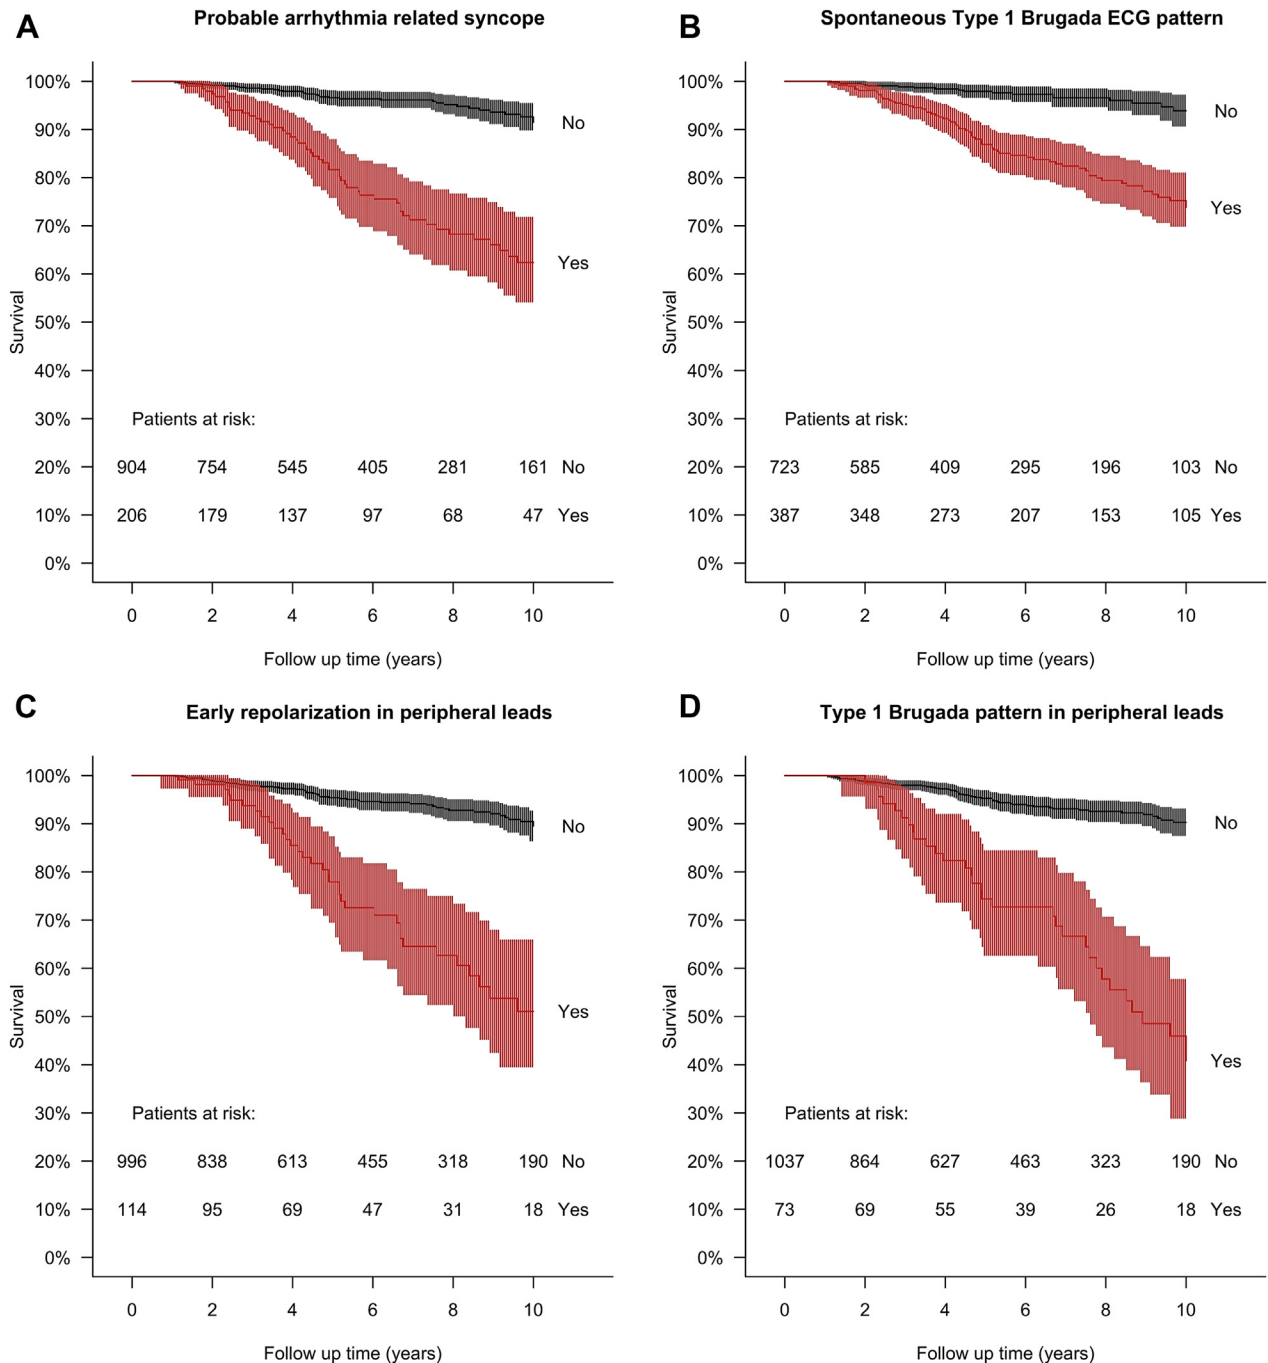 A
Probable arrhythmia related syncope
100%
90%
80%
70%
60%
50%
40%
30%
20%
10%
0%
Survival
No
Yes
Patients at risk:
904 754 545 405 281 161 No
206 179 137 97 68 47 Yes
0 2 4 6 8 10
Follow up time (years)
B
Spontaneous Type 1 Brugada ECG pattern
100%
90%
80%
70%
60%
50%
40%
30%
20%
10%
0%
Survival
No
Yes
Patients at risk:
723 585 409 295 196 103 No
387 348 273 207 153 105 Yes
0 2 4 6 8 10
Follow up time (years)
C
Early repolarization in peripheral leads
100%
90%
80%
70%
60%
50%
40%
30%
20%
10%
0%
Survival
No
Yes
Patients at risk:
996 838 613 455 318 190 No
114 95 69 47 31 18 Yes
0 2 4 6 8 10
Follow up time (years)
D
Type 1 Brugada pattern in peripheral leads
100%
90%
80%
70%
60%
50%
40%
30%
20%
10%
0%
Survival
No
Yes
Patients at risk:
1037 864 627 463 323 190 No
73 69 55 39 26 18 Yes
0 2 4 6 8 10
Follow up time (years)